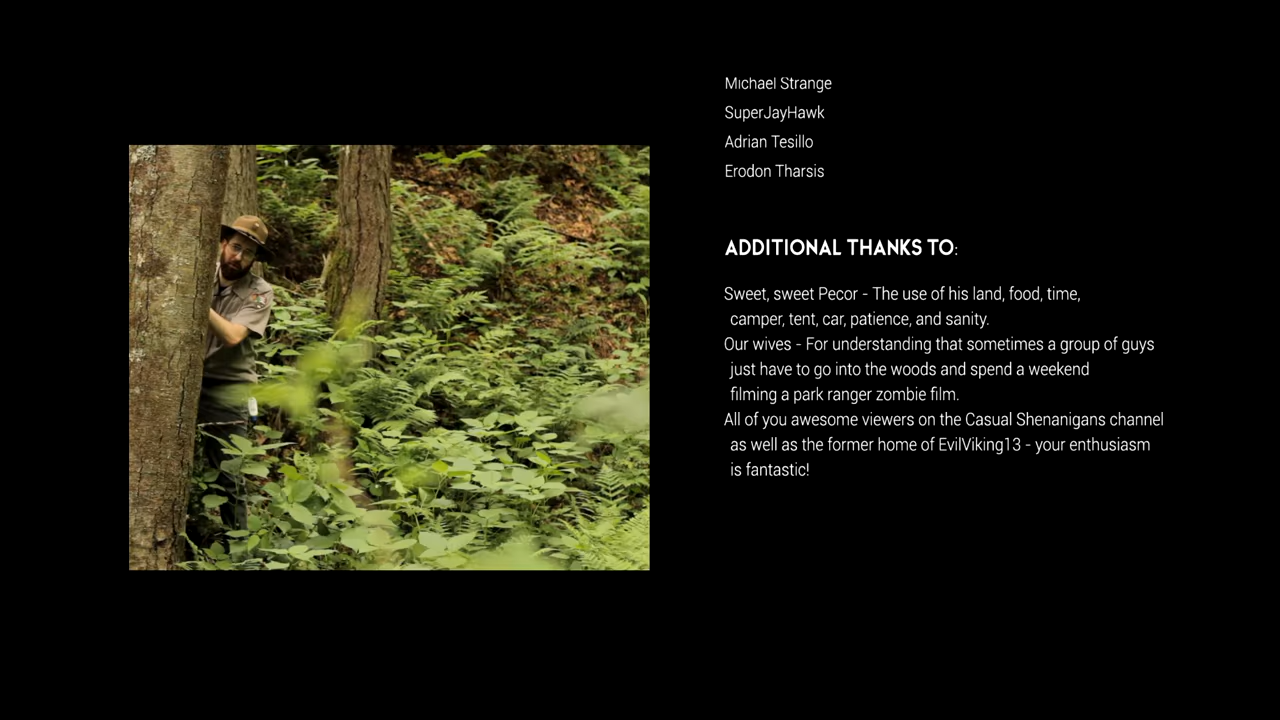 Michael Strange
SuperJayHawk
Adrian Tesillo
Erodon Tharsis
ADDITIONAL THANKS TO:
Sweet, sweet Pecor - The use of his land, food, time,
camper, tent, car, patience, and sanity.
Our wives - For understanding that sometimes a group of guys
just have to go into the woods and spend a weekend
filming a park ranger zombie film.
All of you awesome viewers on the Casual Shenanigans channel
as well as the former home of EvilViking13 - your enthusiasm
is fantastic!